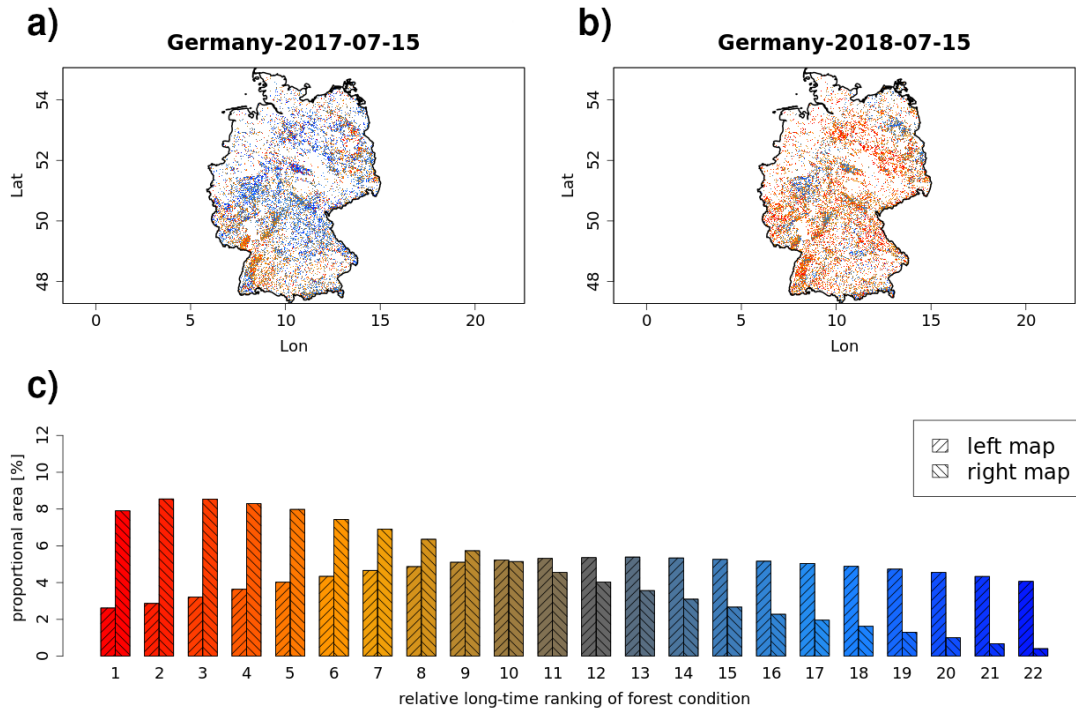 a)
b)
Germany-2017-07-15
Germany-2018-07-15
Lat
54
52
50
48
0
5
10
15
20
Lon
Lat
54
52
50
48
0
5
10
15
20
Lon
c)
proportional area [%]
12
10
8
6
4
2
0
left map
right map
1 2 3 4 5 6 7 8 9 10 11 12 13 14 15 16 17 18 19 20 21 22
relative long-time ranking of forest condition